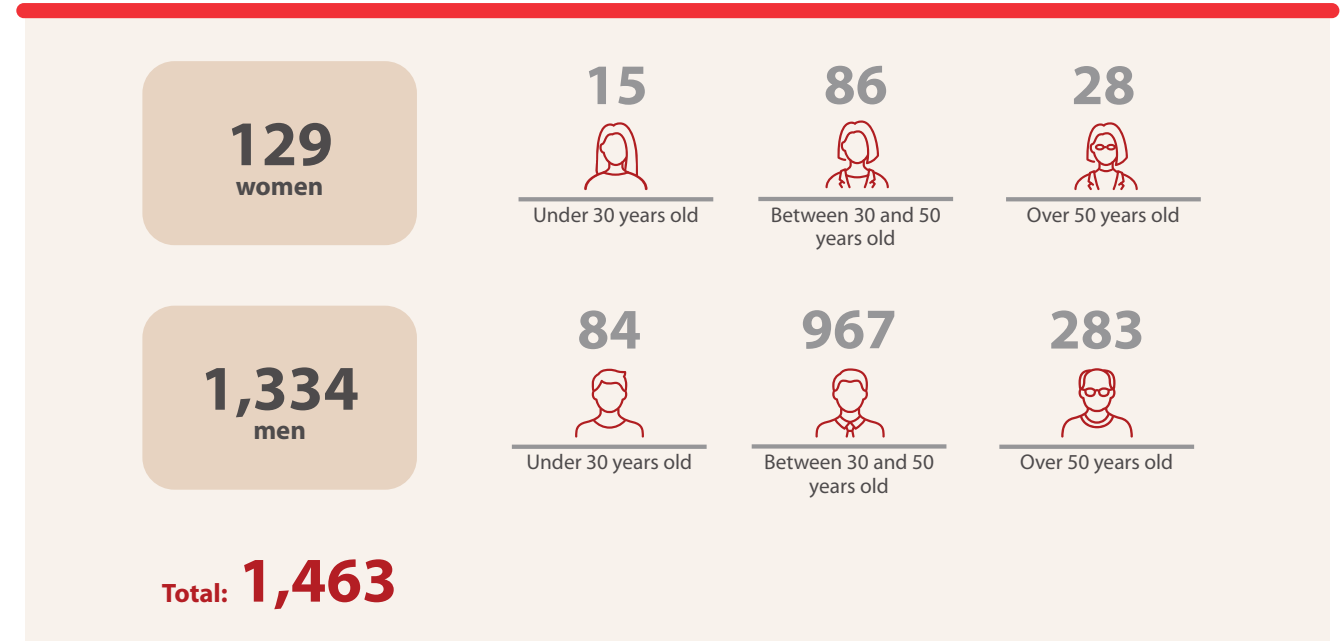 129
women
15
Under 30 years old
86
Between 30 and 50
years old
28
Over 50 years old
1,334
men
84
Under 30 years old
967
Between 30 and 50
years old
283
Over 50 years old
Total: 1,463